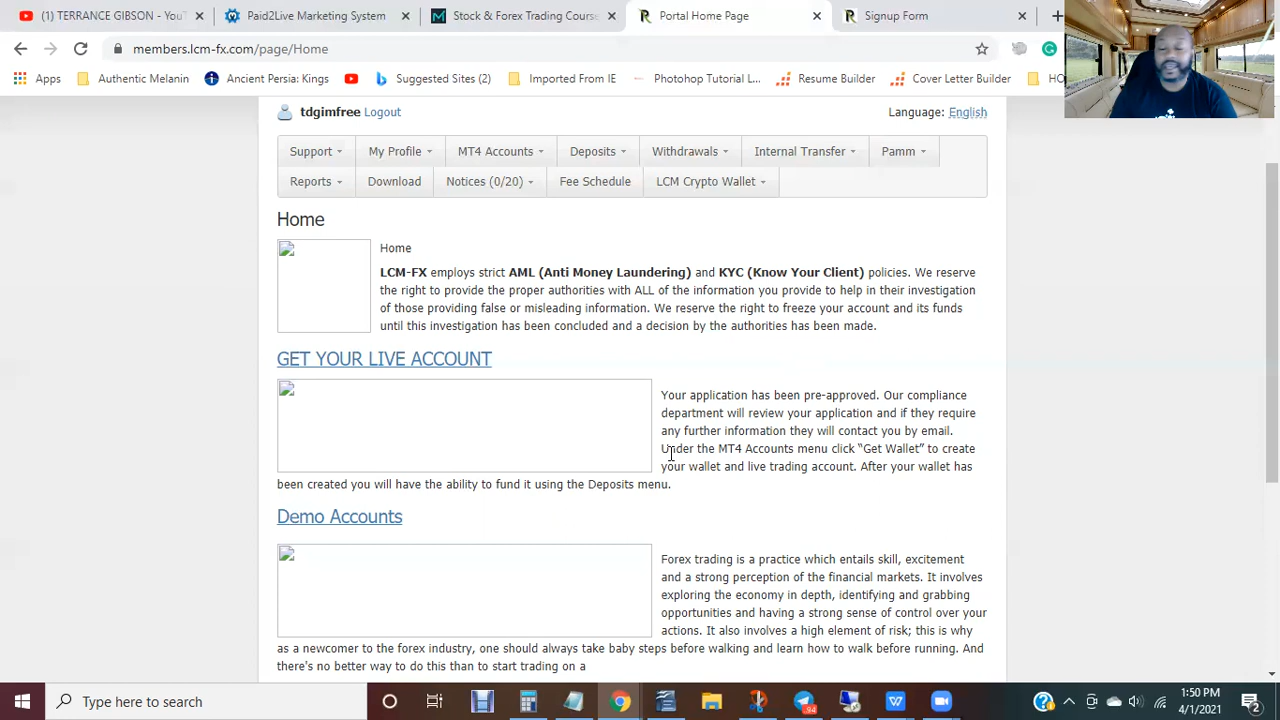 (1) TERRANCE GIBSON - YouT
Paid2Live Marketing System
Stock & Forex Trading Course
Portal Home Page
Signup Form
members.lcm-fx.com/page/Home
Apps
Authentic Melanin
Ancient Persia: Kings
Suggested Sites (2)
Imported From IE
Photohop Tutorial L...
Resume Builder
Cover Letter Builder
HO
tdgimfree Logout
Language: English
Support
My Profile
MT4 Accounts
Deposits
Withdrawals
Internal Transfer
Pamm
Reports
Download
Notices (0/20)
Fee Schedule
LCM Crypto Wallet
Home
Home
LCM-FX employs strict AML (Anti Money Laundering) and KYC (Know Your Client) policies. We reserve
the right to provide the proper authorities with ALL of the information you provide to help in their investigation
of those providing false or misleading information. We reserve the right to freeze your account and its funds
until this investigation has been concluded and a decision by the authorities has been made.
GET YOUR LIVE ACCOUNT
Your application has been pre-approved. Our compliance
department will review your application and if they require
any further information they will contact you by email.
Under the MT4 Accounts menu click “Get Wallet” to create
your wallet and live trading account. After your wallet has
been created you will have the ability to fund it using the Deposits menu.
Demo Accounts
Forex trading is a practice which entails skill, excitement
and a strong perception of the financial markets. It involves
exploring the economy in depth, identifying and grabbing
opportunities and having a strong sense of control over your
actions. It also involves a high element of risk; this is why
as a newcomer to the forex industry, one should always take baby steps before walking and learn how to walk before running. And
there's no better way to do this than to start trading on a
Type here to search
94
1:50 PM
4/1/2021
2